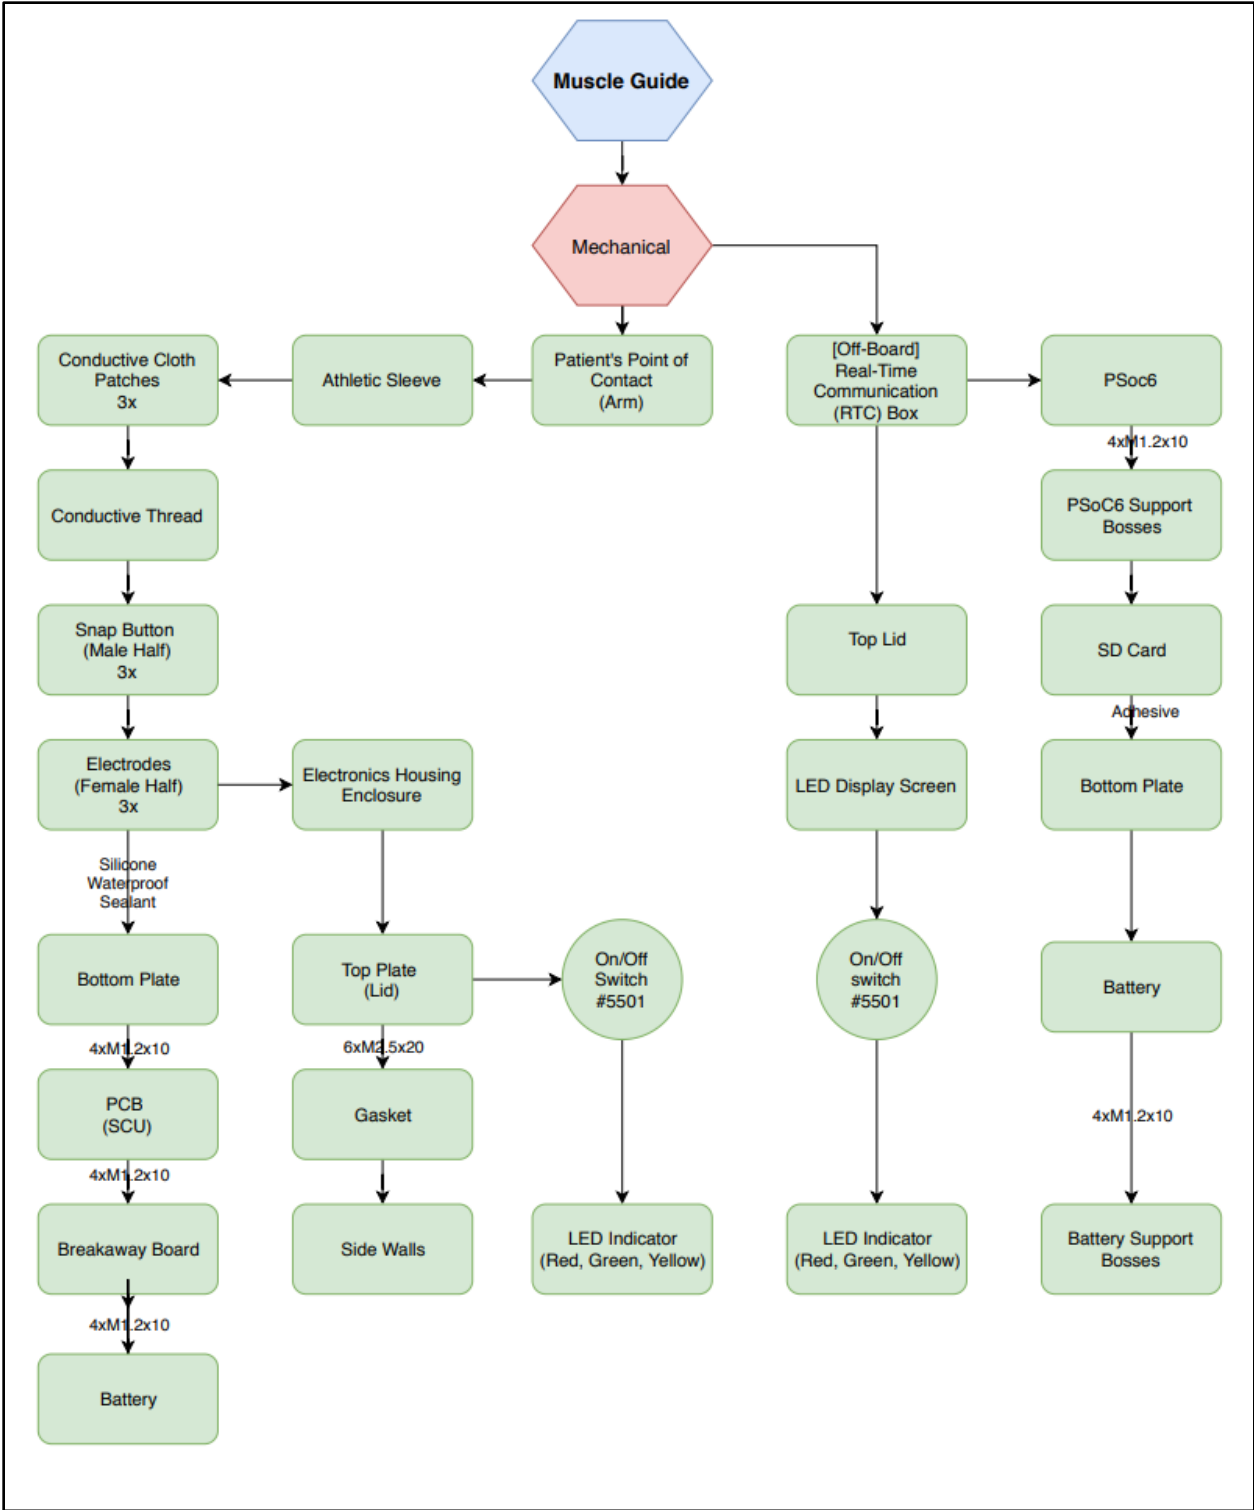 Muscle Guide
Mechanical
Conductive Cloth
Patches
3x
Athletic Sleeve
Patient's Point of
Contact
(Arm)
[Off-Board]
Real-Time
Communication
(RTC) Box
PSoc6
4xM1.2x10
Conductive Thread
PSoC6 Support
Bosses
Snap Button
(Male Half)
3x
Top Lid
SD Card
Adhesive
Electrodes
(Female Half)
3x
Electronics Housing
Enclosure
LED Display Screen
Bottom Plate
Silicone
Waterproof
Sealant
Bottom Plate
Top Plate
(Lid)
On/Off
Switch
#5501
On/Off
switch
#5501
Battery
4xM1.2x10
6xM2.5x20
PCB
(SCU)
Gasket
4xM1.2x10
4xM1.2x10
Breakaway Board
Side Walls
LED Indicator
(Red, Green, Yellow)
LED Indicator
(Red, Green, Yellow)
Battery Support
Bosses
4xM1.2x10
Battery